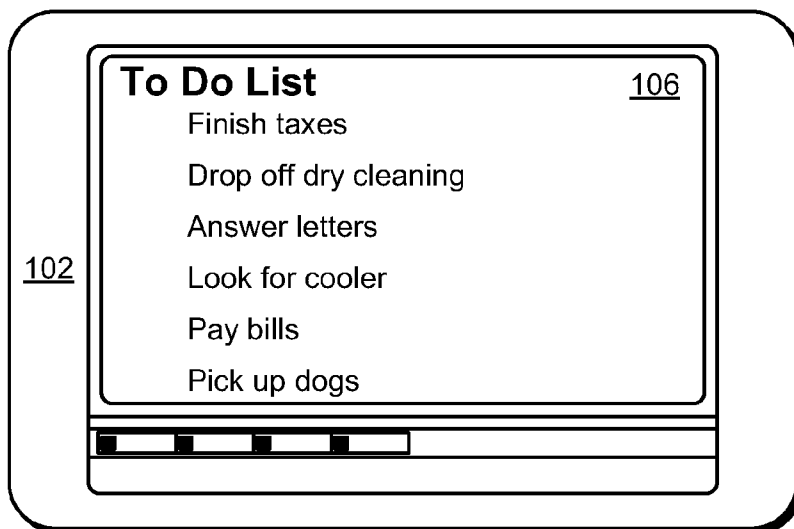 To Do List
106
Finish taxes
Drop off dry cleaning
Answer letters
102
Look for cooler
Pay bills
Pick up dogs